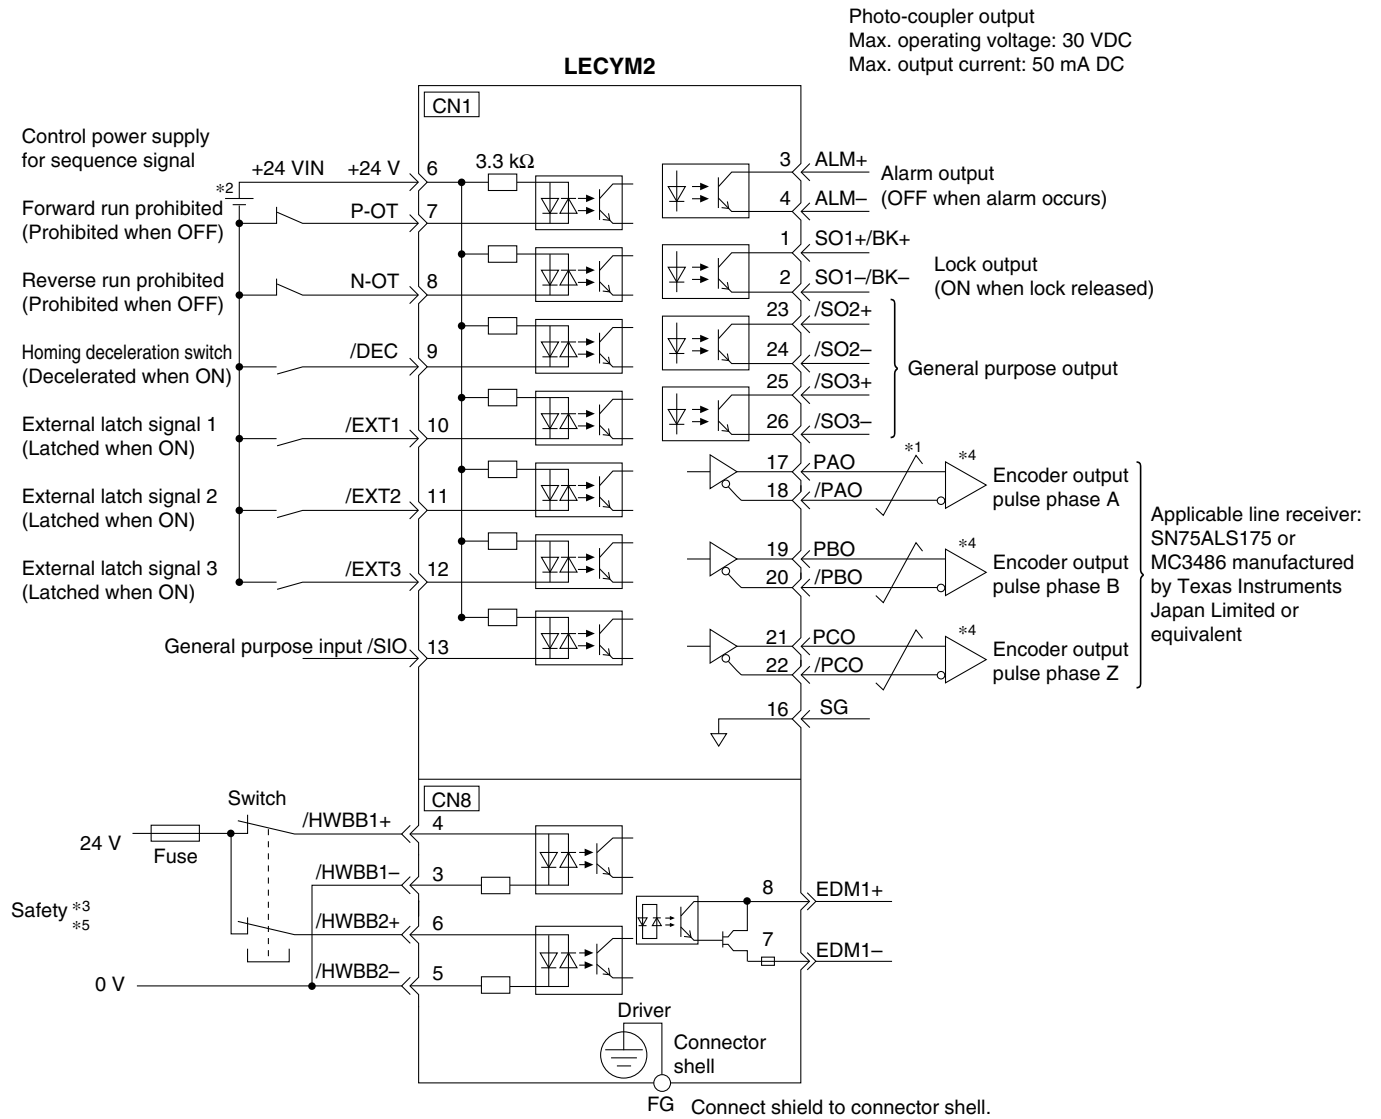 Photo-coupler output
Max. operating voltage: 30 VDC
Max. output current: 50 mA DC
LECYM2
CN1
Control power supply
for sequence signal
+24 VIN
+24 V
6
3.3 kΩ
*2
Forward run prohibited
(Prohibited when OFF)
P-OT
7
Reverse run prohibited
(Prohibited when OFF)
N-OT
8
Homing deceleration switch
(Decelerated when ON)
/DEC
9
External latch signal 1
(Latched when ON)
/EXT1
10
External latch signal 2
(Latched when ON)
/EXT2
11
External latch signal 3
(Latched when ON)
/EXT3
12
General purpose input /SIO
13
3
ALM+
4
ALM–
Alarm output
(OFF when alarm occurs)
1
SO1+/BK+
2
SO1–/BK–
Lock output
(ON when lock released)
23
/SO2+
24
/SO2–
25
/SO3+
26
/SO3–
General purpose output
17
PAO
18
/PAO
*1
*4
Encoder output
pulse phase A
19
PBO
20
/PBO
*4
Encoder output
pulse phase B
21
PCO
22
/PCO
*4
Encoder output
pulse phase Z
Applicable line receiver:
SN75ALS175 or
MC3486 manufactured
by Texas Instruments
Japan Limited or
equivalent
16
SG
CN8
Switch
24 V
Fuse
/HWBB1+
4
/HWBB1–
3
Safety *3
*5
/HWBB2+
6
/HWBB2–
5
0 V
8
EDM1+
7
EDM1–
Driver
Connector
shell
FG
Connect shield to connector shell.